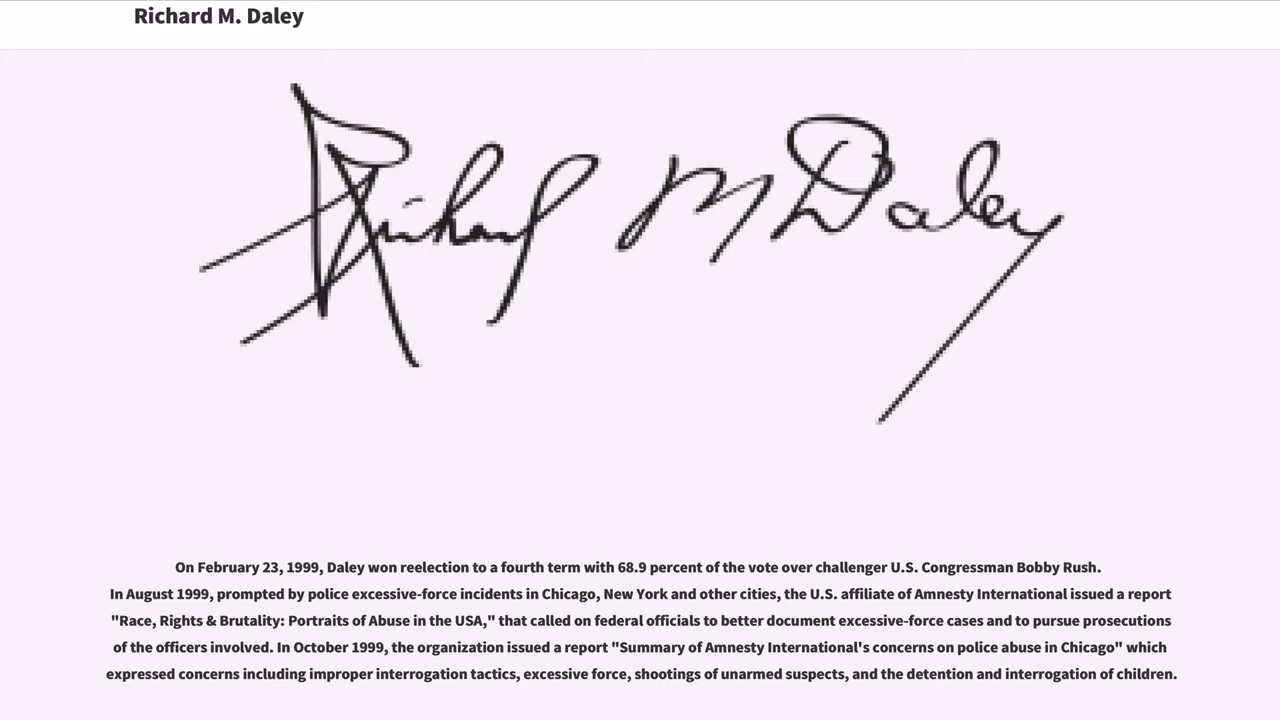 Richard M. Daley
Richard M Daley
On February 23, 1999, Daley won reelection to a fourth term with 68.9 percent of the vote over challenger U.S. Congressman Bobby Rush.
In August 1999, prompted by police excessive-force incidents in Chicago, New York and other cities, the U.S. affiliate of Amnesty International issued a report
"Race, Rights & Brutality: Portraits of Abuse in the USA," that called on federal officials to better document excessive-force cases and to pursue prosecutions
of the officers involved. In October 1999, the organization issued a report "Summary of Amnesty International's concerns on police abuse in Chicago" which
expressed concerns including improper interrogation tactics, excessive force, shootings of unarmed suspects, and the detention and interrogation of children.